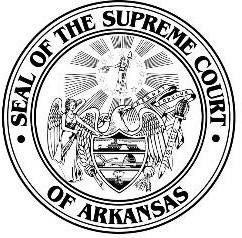 SEAL OF THE SUPREME COURT
OF ARKANSAS